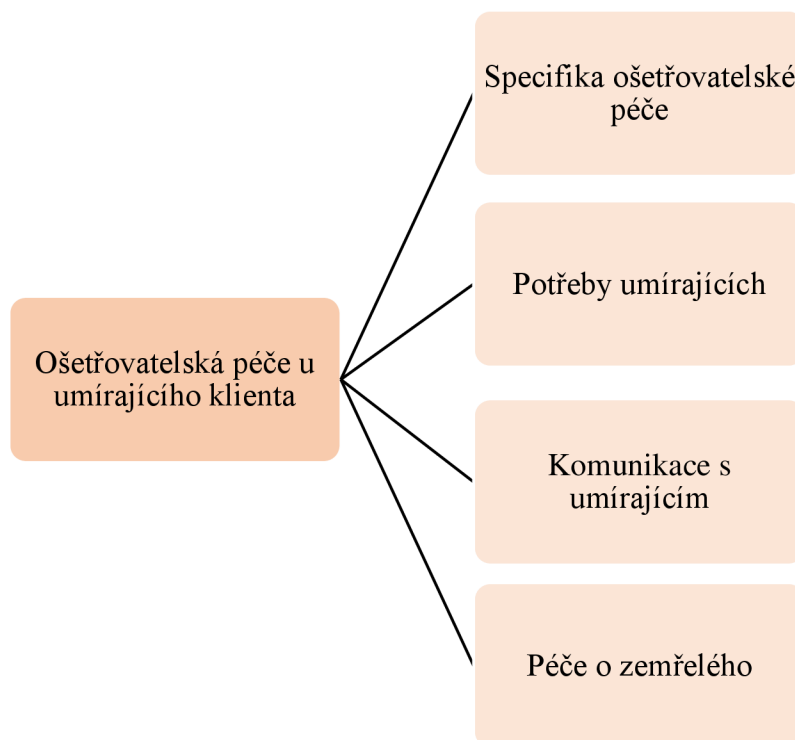 Specifika ošetřovatelské
péče
Potřeby umírajících
Ošetřovatelská péče u
umírajícího klienta
Komunikace s
umírajícím
Péče o zemřelého